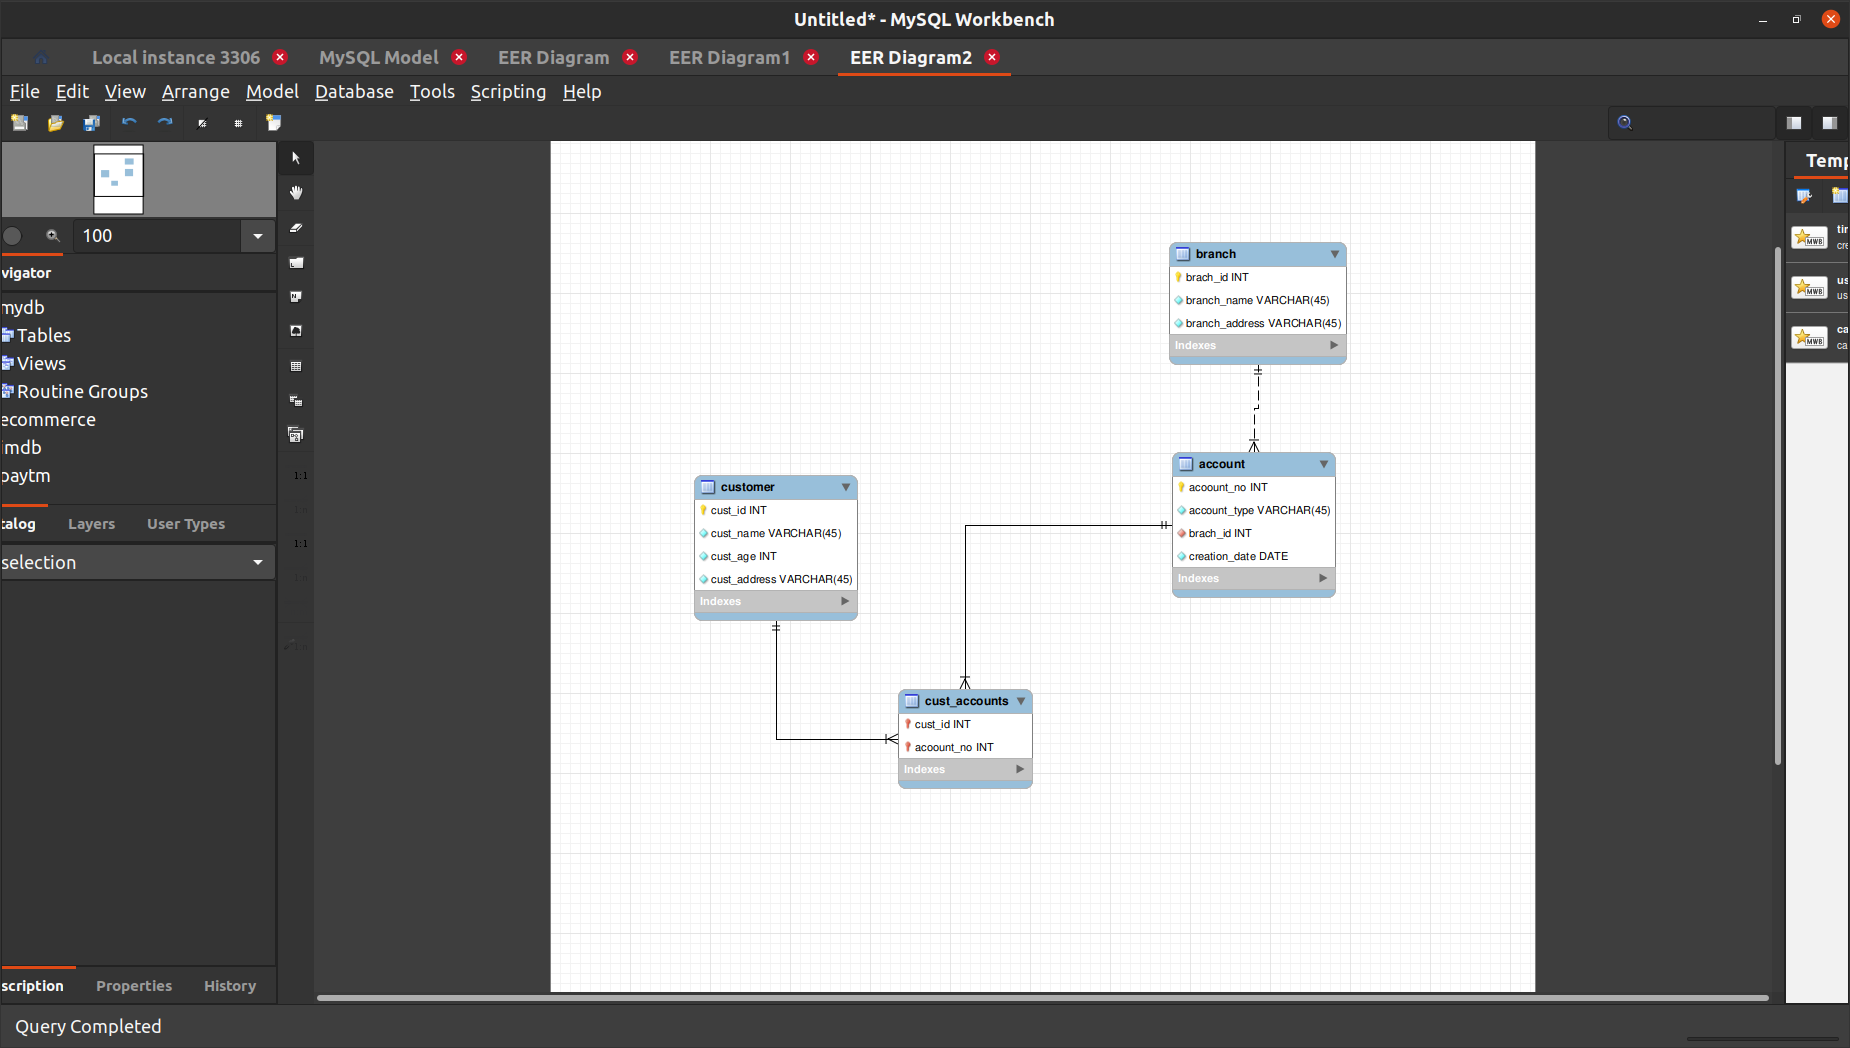 Untitled* - MySQL Workbench
Local instance 3306
MySQL Model
EER Diagram
EER Diagram1
EER Diagram2
File Edit View Arrange Model Database Tools Scripting Help
100
vigator
mydb
Tables
Views
Routine Groups
ecommerce
imdb
paytm
talog
Layers
User Types
selection
scription
Properties
History
Query Completed
1:1
1:1
branch
brach_id INT
branch_name VARCHAR(45)
branch_address VARCHAR(45)
Indexes
account
acoount_no INT
account_type VARCHAR(45)
brach_id INT
creation_date DATE
Indexes
customer
cust_id INT
cust_name VARCHAR(45)
cust_age INT
cust_address VARCHAR(45)
Indexes
cust_accounts
cust_id INT
acoount_no INT
Indexes
Temp
MWB
tin
cre
MWB
us
us
MWB
ca
ca